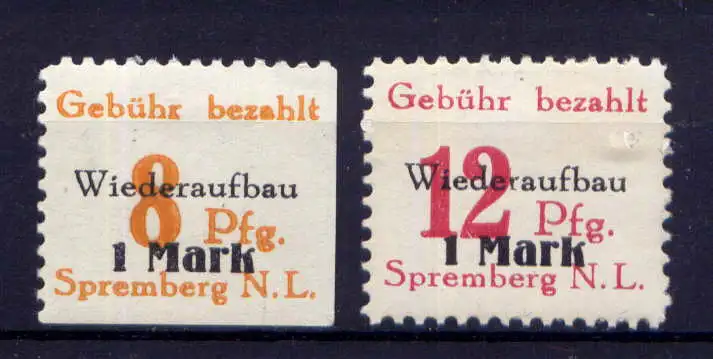 Gebühr bezahlt
Wiederaufbau
8 Pfg.
1 Mark
Spremberg N.L.
Gebühr bezahlt
Wiederaufbau
12 Pfg.
1 Mark
Spremberg N.L.